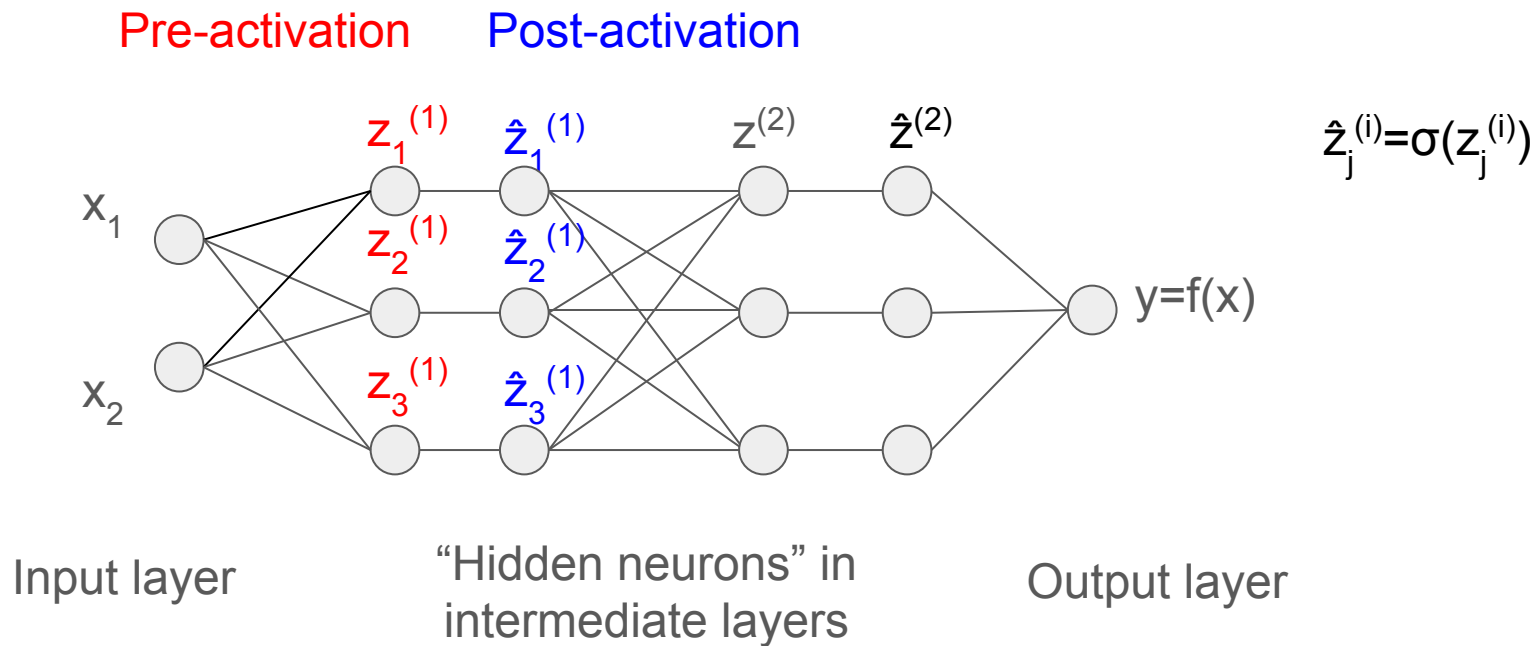 Pre-activation Post-activation
z₁⁽¹⁾ ẑ₁⁽¹⁾ z⁽²⁾ ẑ⁽²⁾ ẑⱼ⁽ⁱ⁾=σ(zⱼ⁽ⁱ⁾)
x₁
z₂⁽¹⁾ ẑ₂⁽¹⁾
y=f(x)
x₂
z₃⁽¹⁾ ẑ₃⁽¹⁾
Input layer
“Hidden neurons” in
intermediate layers
Output layer